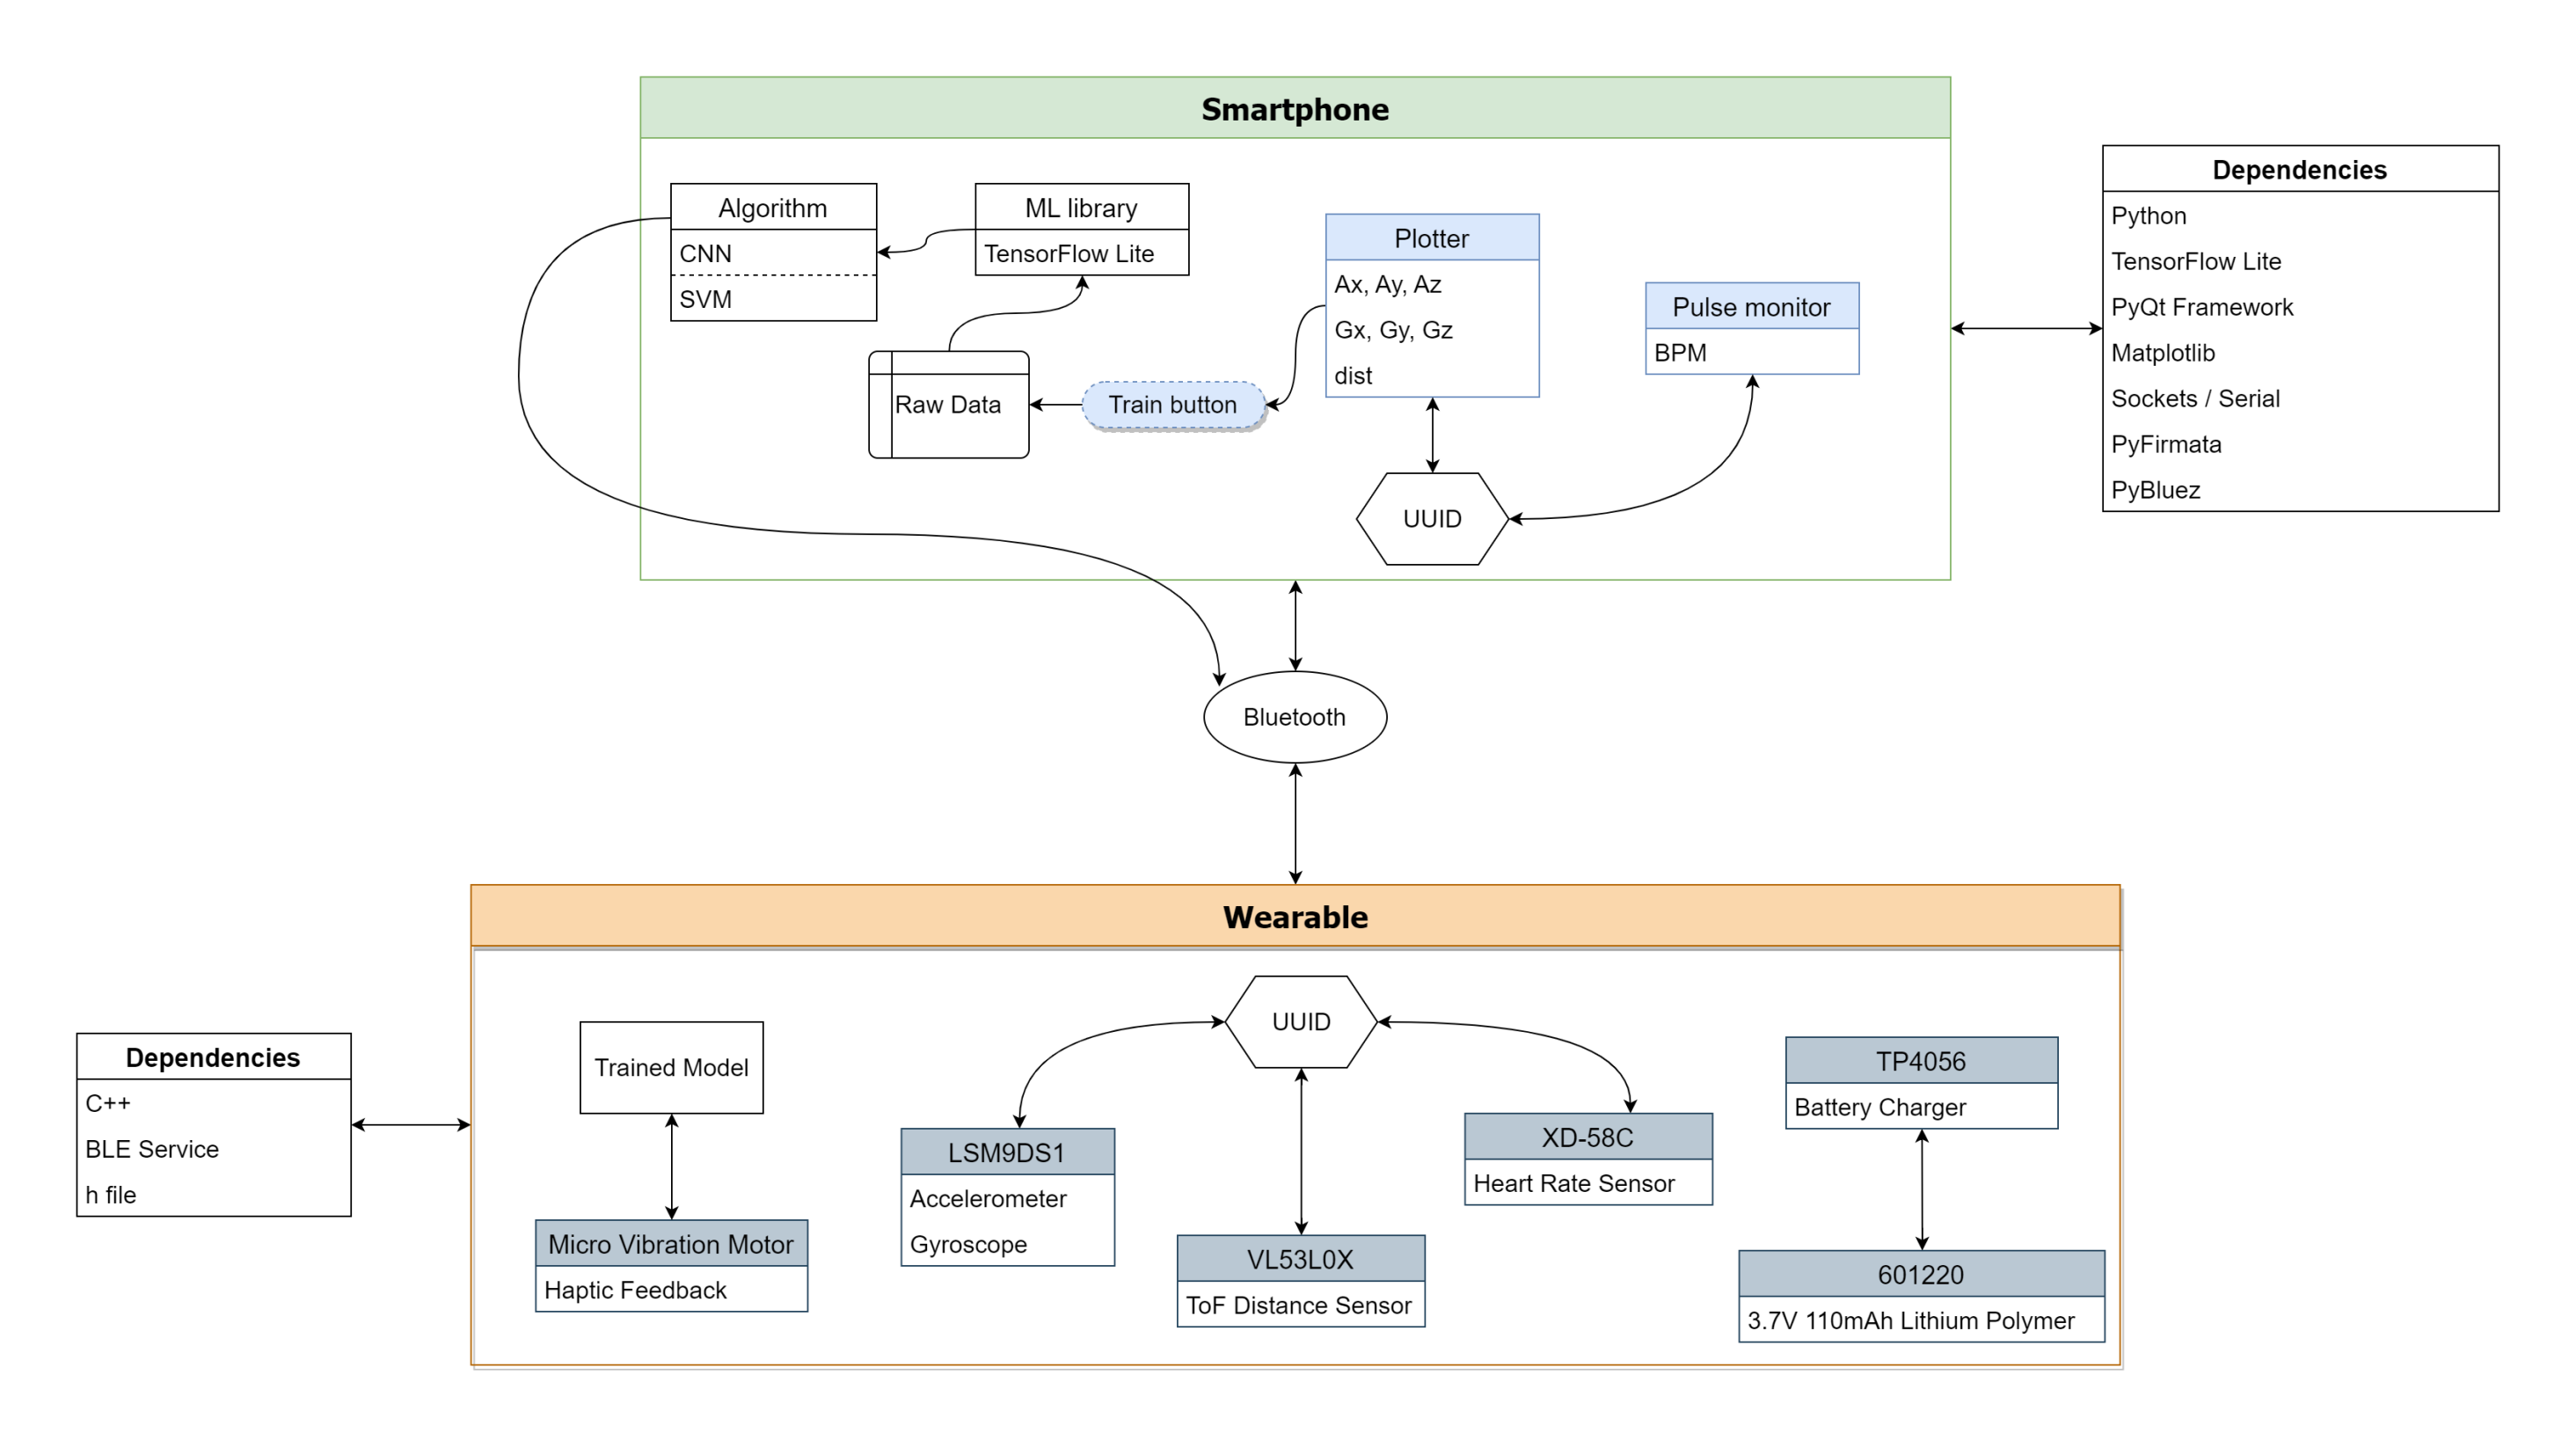 Smartphone
Algorithm
CNN
SVM
ML library
TensorFlow Lite
Raw Data
Train button
Plotter
Ax, Ay, Az
Gx, Gy, Gz
dist
Pulse monitor
BPM
UUID
Dependencies
Python
TensorFlow Lite
PyQt Framework
Matplotlib
Sockets / Serial
PyFirmata
PyBluez
Bluetooth
Wearable
Dependencies
C++
BLE Service
h file
Trained Model
Micro Vibration Motor
Haptic Feedback
UUID
LSM9DS1
Accelerometer
Gyroscope
VL53L0X
ToF Distance Sensor
XD-58C
Heart Rate Sensor
TP4056
Battery Charger
601220
3.7V 110mAh Lithium Polymer